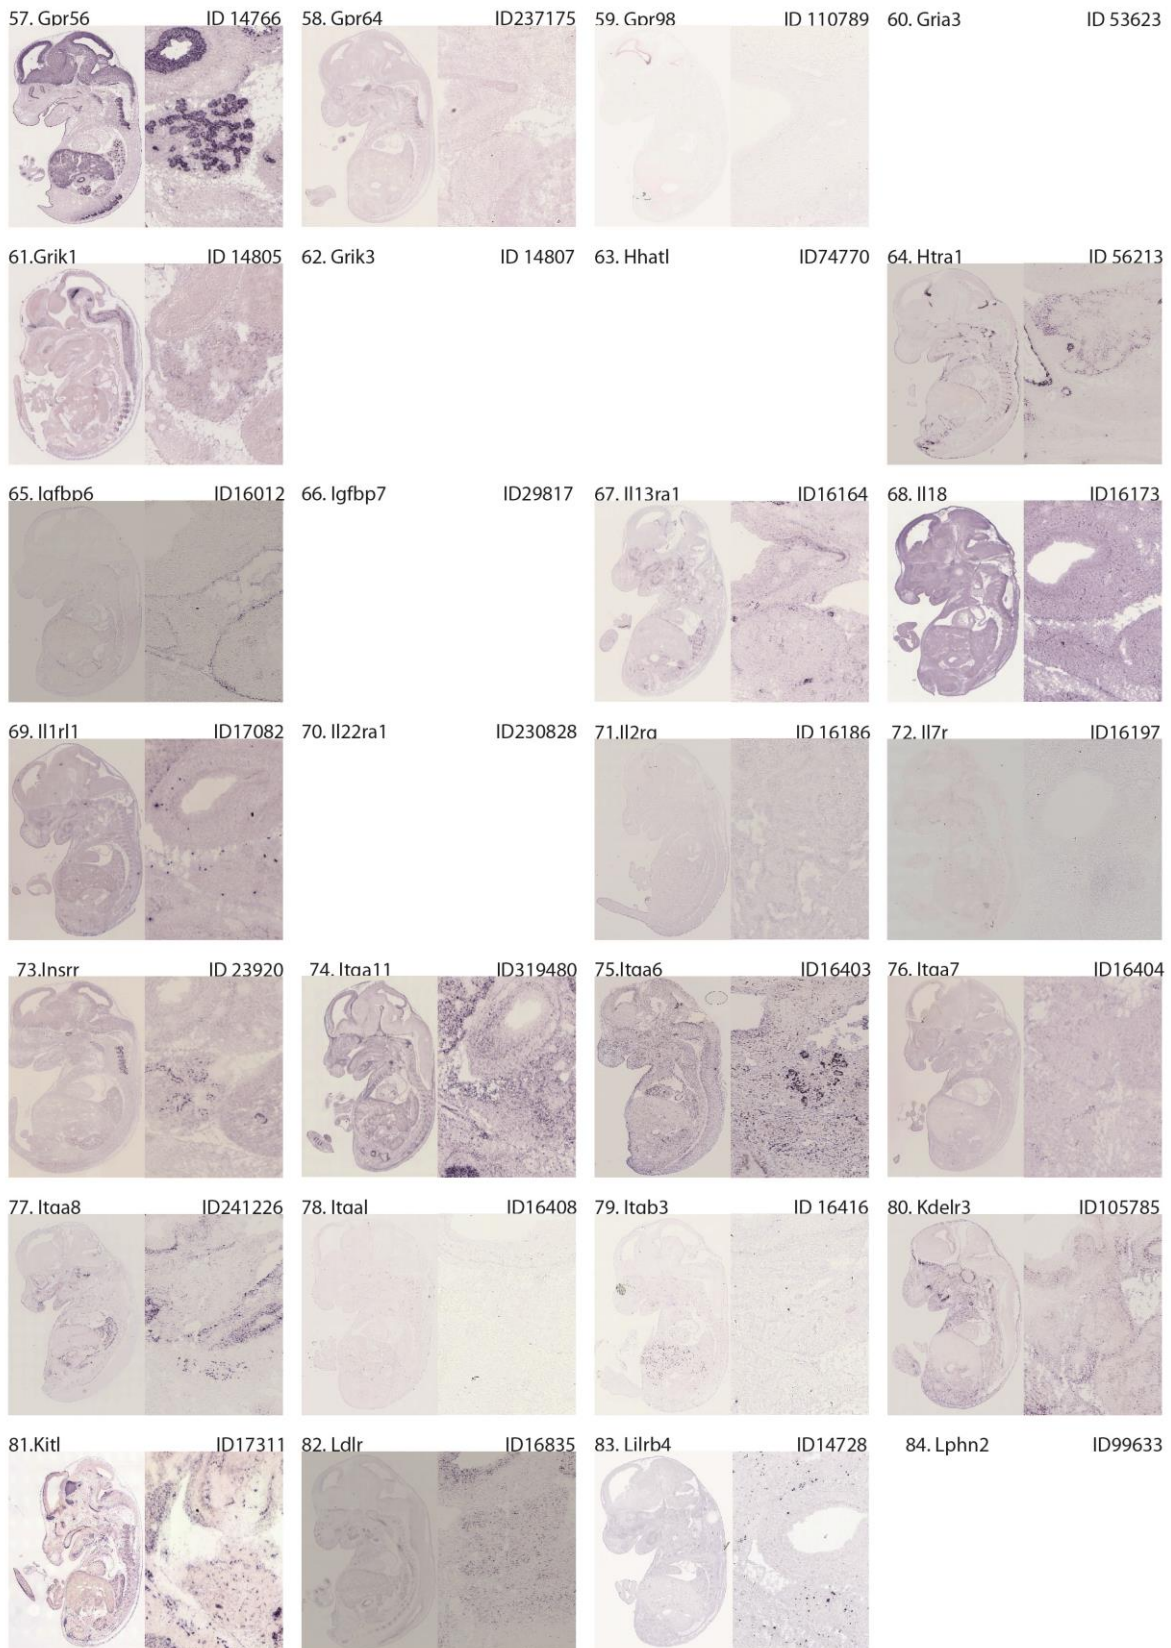 57. Gpr56 ID 14766 58. Gpr64 ID237175 59. Gpr98 ID 110789 60. Gria3 ID 53623
61.Grik1 ID 14805 62. Grik3 ID 14807 63. Hhatl ID74770 64. Htra1 ID 56213
65. Igfbp6 ID16012 66. Igfbp7 ID29817 67. Il13ra1 ID16164 68. Il18 ID16173
69. Il1rl1 ID17082 70. Il22ra1 ID230828 71.Il2rg ID 16186 72. Il7r ID16197
73.Insrr ID 23920 74. Itga11 ID319480 75.Itga6 ID16403 76. Itga7 ID16404
77. Itga8 ID241226 78. Itgal ID16408 79. Itgb3 ID 16416 80. Kdelr3 ID105785
81.Kitl ID17311 82. Ldlr ID16835 83. Lilrb4 ID14728 84. Lphn2 ID99633